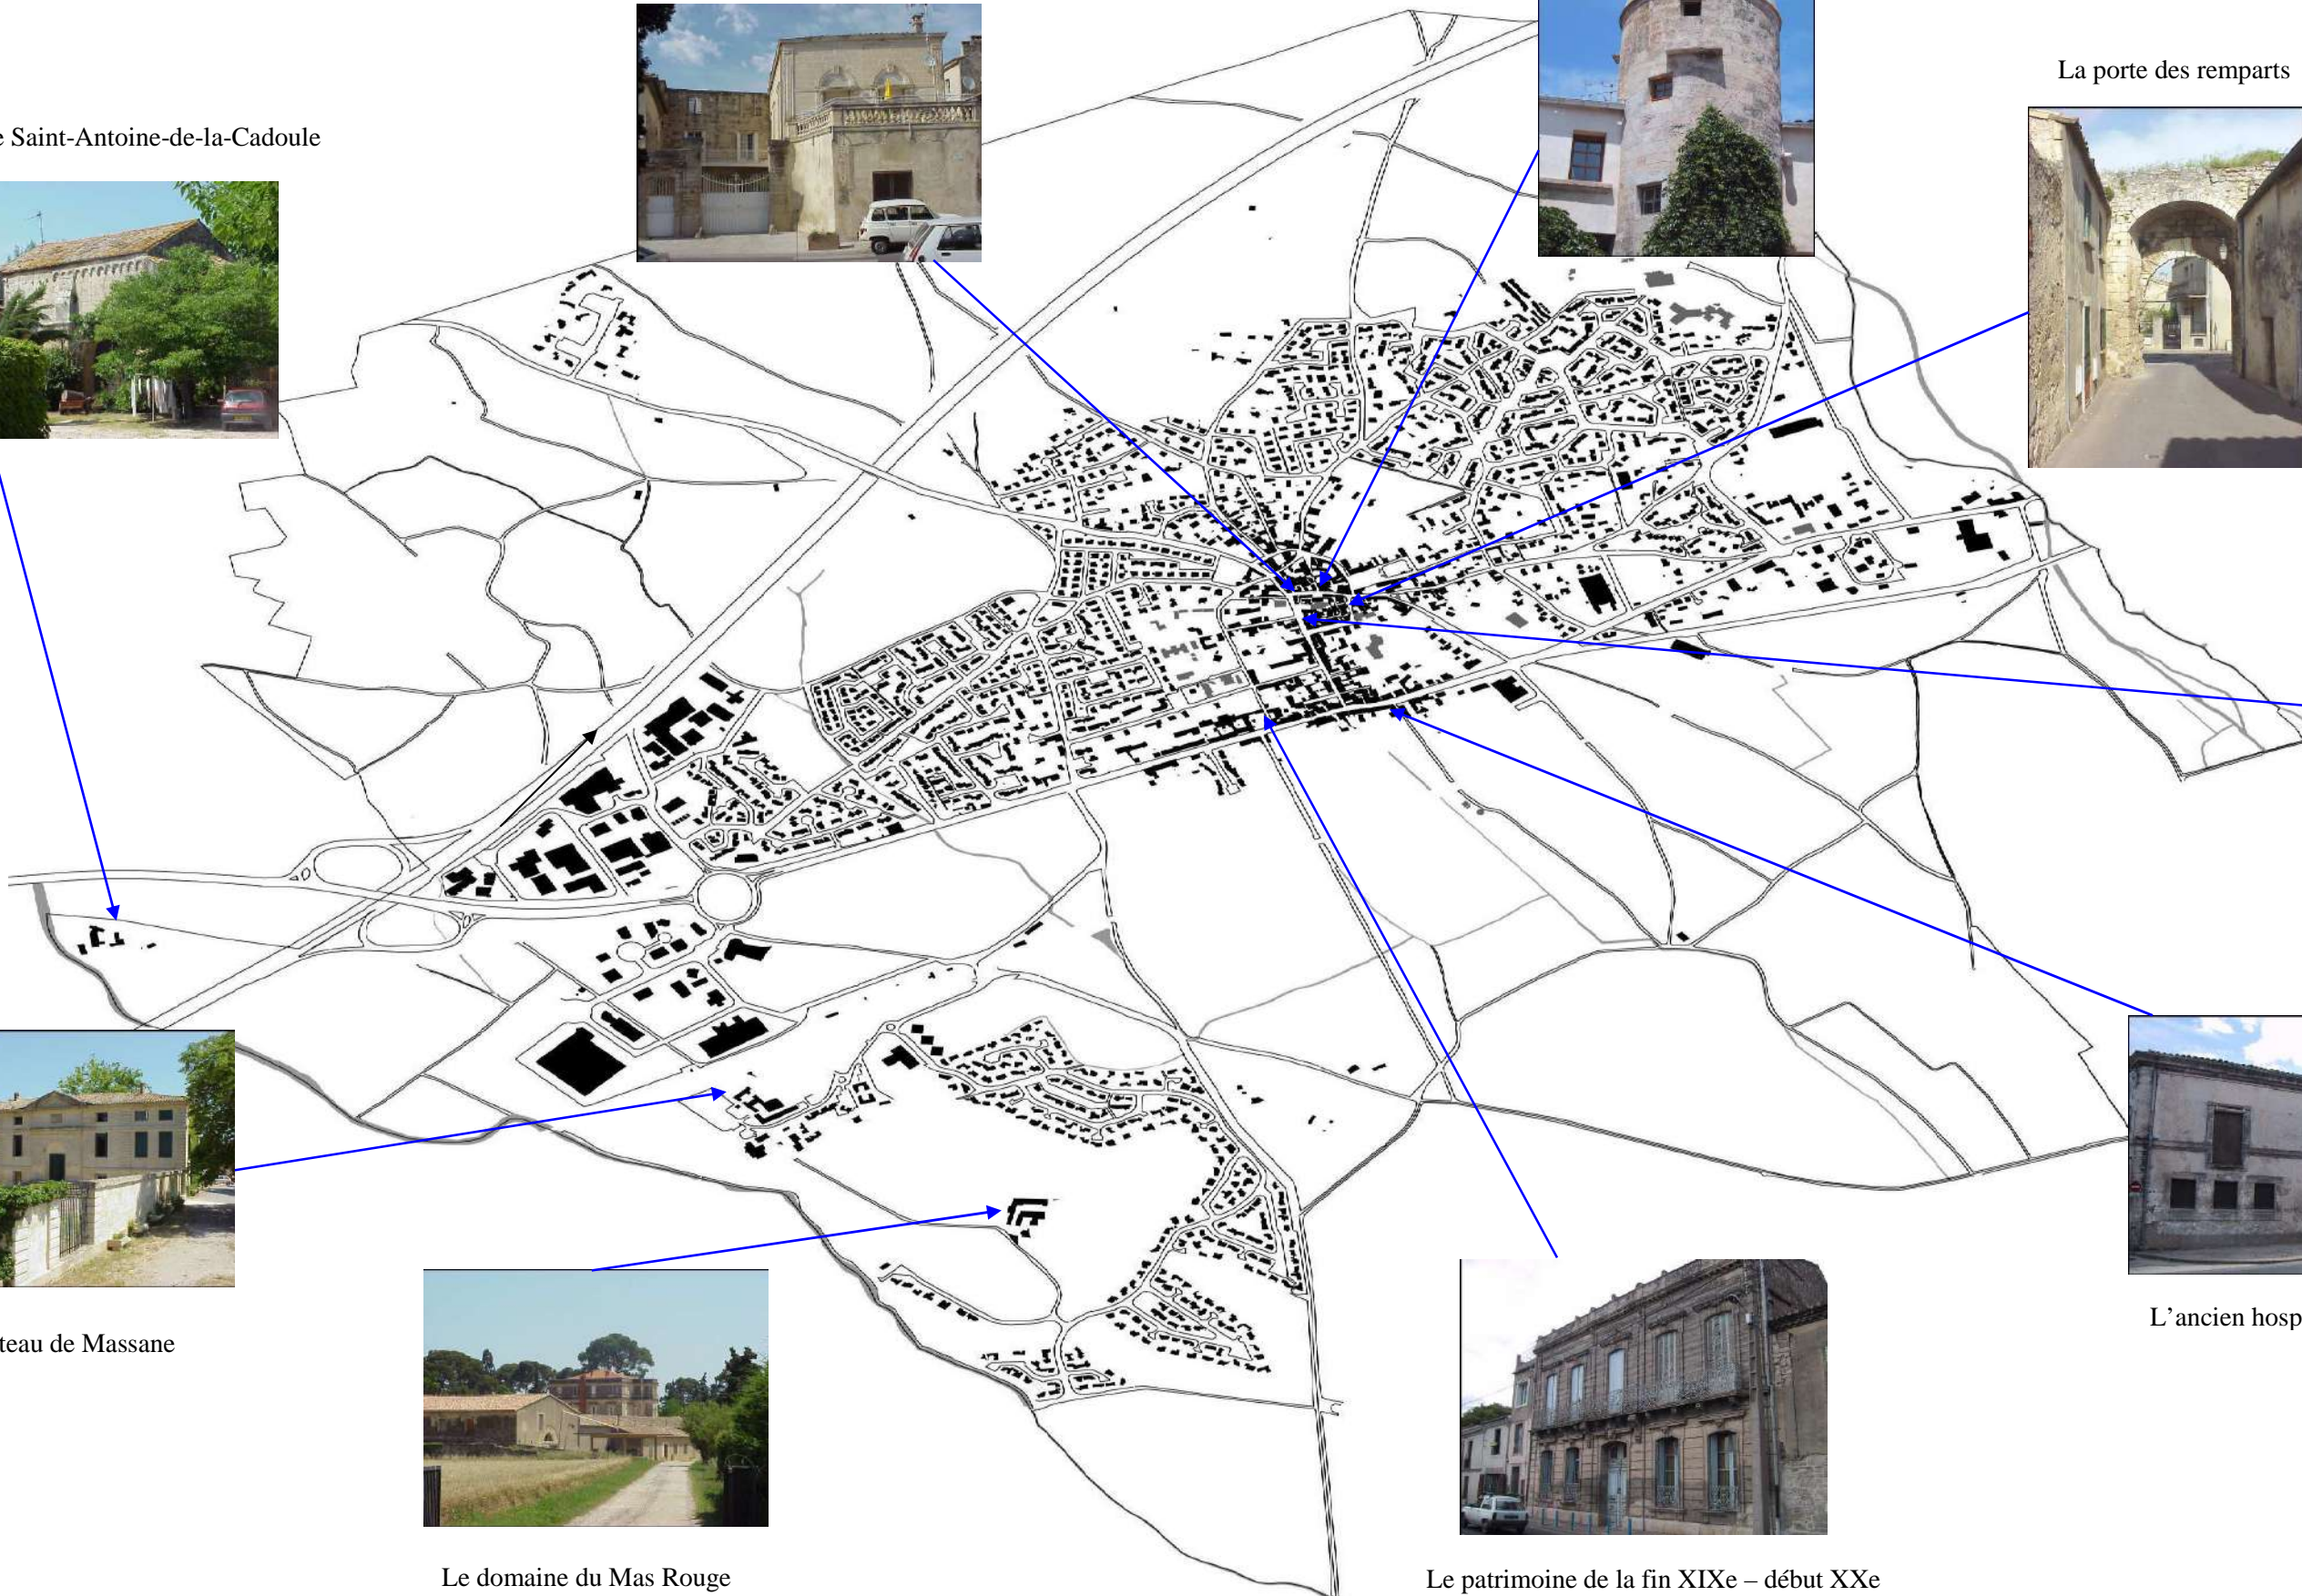 La porte des remparts
e Saint-Antoine-de-la-Cadoule
L’ancien hosp
teau de Massane
Le domaine du Mas Rouge
Le patrimoine de la fin XIXe – début XXe